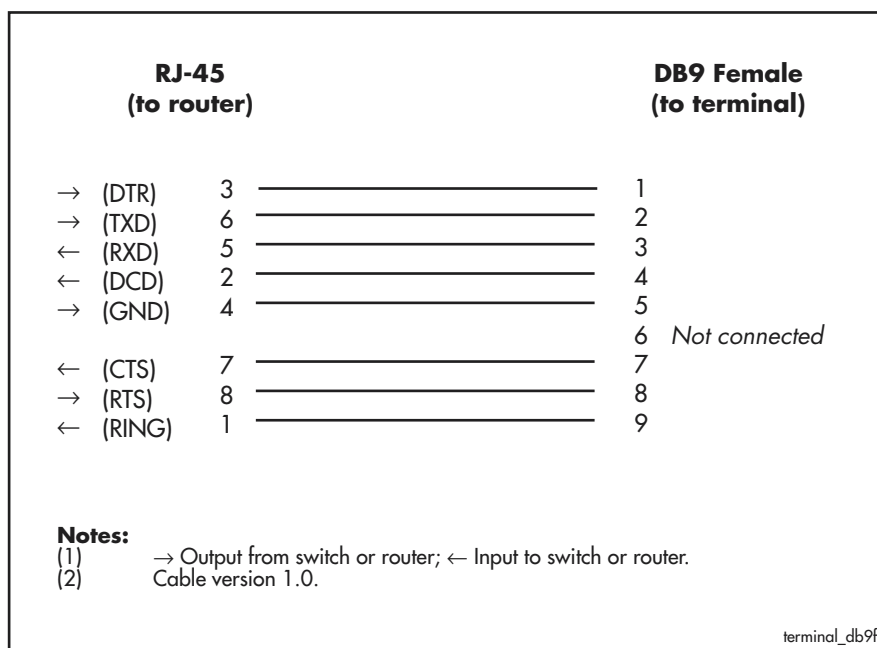 RJ-45 DB9 Female
(to router) (to terminal)
→ (DTR) 3 1
→ (TXD) 6 2
← (RXD) 5 3
← (DCD) 2 4
→ (GND) 4 5
6 Not connected
← (CTS) 7 7
→ (RTS) 8 8
← (RING) 1 9
Notes:
(1) → Output from switch or router; ← Input to switch or router.
(2) Cable version 1.0.
terminal_db9f